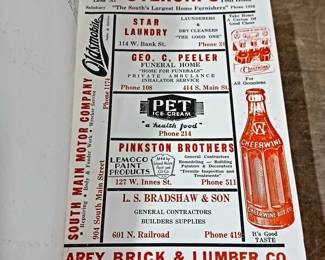 Salisbury "The South's Largest Home Furnishers"
STAR
LAUNDRY
LAUNDERERS
&
DRY CLEANERS
"THE GOOD ONE"
114 W. Bank St. Phone 24
Take Home
A Carton
Of Good
Cheer
GEO. C. PEELER
FUNERAL HOME
"HOME FOR FUNERALS"
PRIVATE AMBULANCE
INHALATOR SERVICE
Phone 108 414 S. Main St.
For All
Occasions
PET
ICE CREAM
a health food
Phone 214
PINKSTON BROTHERS
LEMOCO
PAINT
PRODUCTS
General Contractors
Remodeling — Building
Painters & Decorators
"Termite Inspection and
Treatments"
127 W. Innes St. Phone 511
L. S. BRADSHAW & SON
GENERAL CONTRACTORS
BUILDERS SUPPLIES
601 N. Railroad Phone 419
Oldsmobile
SOUTH MAIN MOTOR COMPANY
904 South Main Street
Phone 1174
CHEERWINE
It's Good
TASTE
AREY BRICK & LUMBER CO